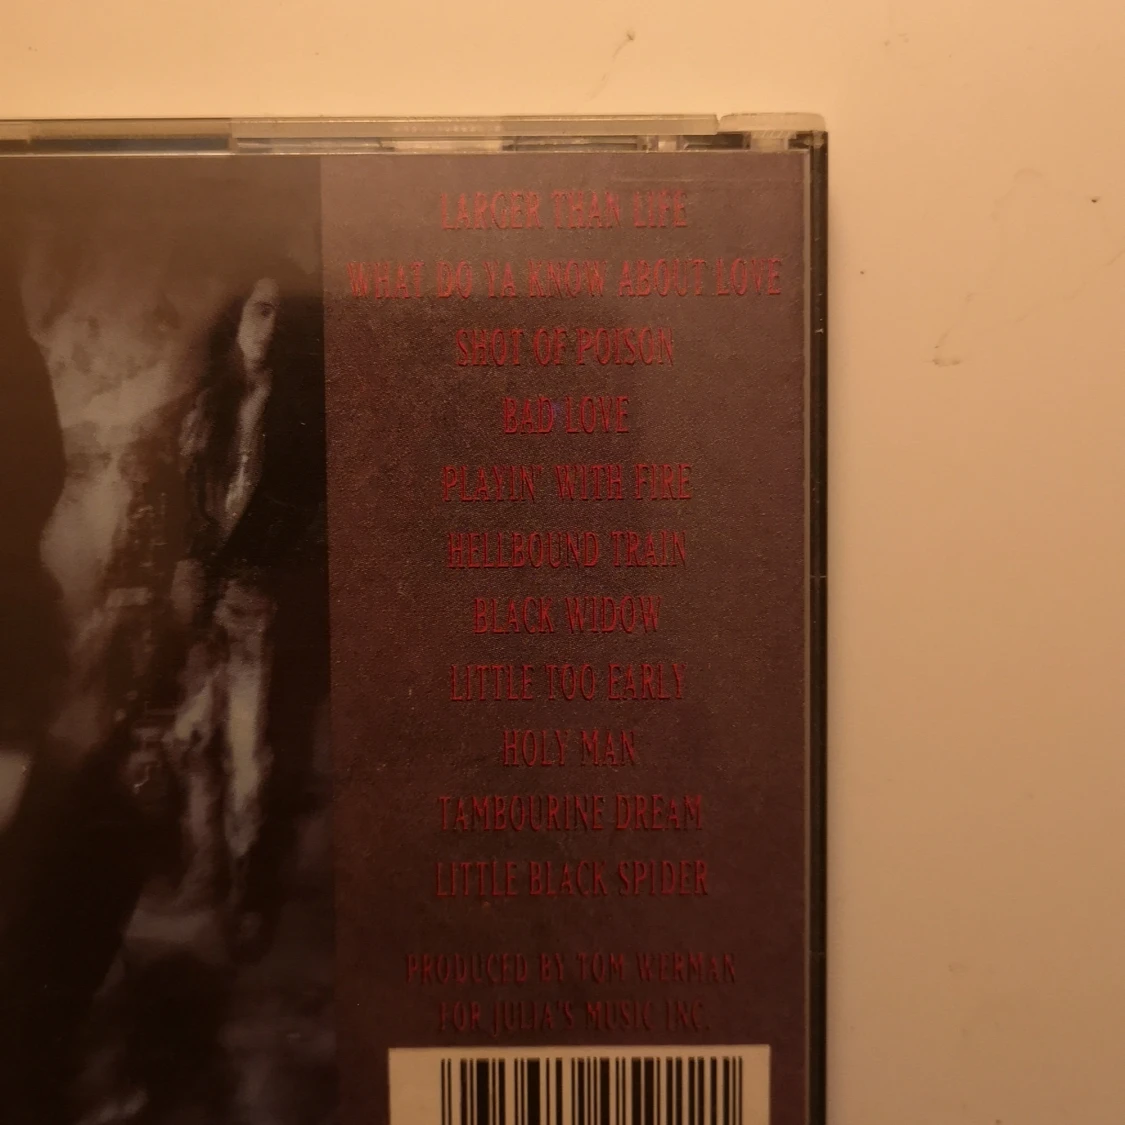 LARGER THAN LIFE
WHAT DO YA KNOW ABOUT LOVE
SHOT OF POISON
BAD LOVE
PLAYIN' WITH FIRE
HELLBOUND TRAIN
BLACK WIDOW
LITTLE TOO EARLY
HOLY MAN
TAMBOURINE DREAM
LITTLE BLACK SPIDER
PRODUCED BY TOM WERMAN
FOR JULIA'S MUSIC INC.